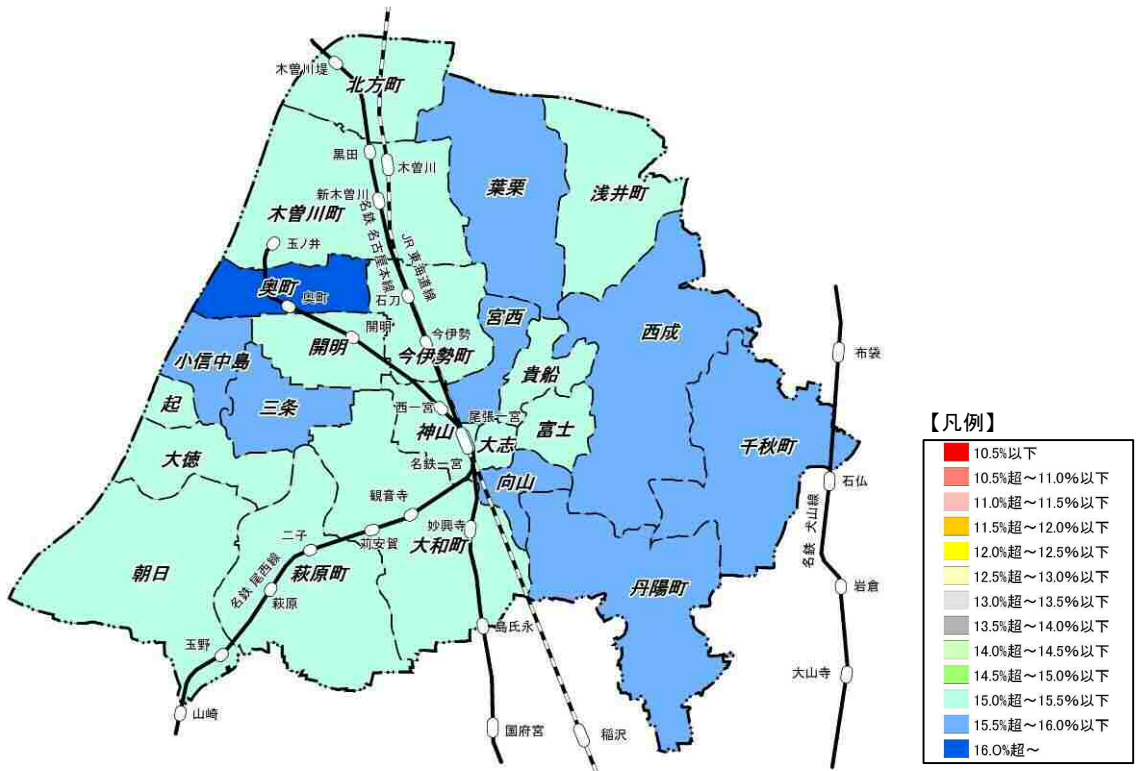 木曽川堤
北方町
黒田
木曽川
葉栗
浅井町
新木曽川
木曽川町
名鉄 名古屋本線
JR 東海道線
玉ノ井
奥町
奥町
石刀
宮西
西成
開明
今伊勢
布袋
小信中島
開明
今伊勢町
貴船
起
三条
西一宮
尾張一宮
神山
大志
富士
千秋町
大徳
名鉄一宮
向山
石仏
観音寺
名鉄 犬山線
妙興寺
二子
苅安賀
大和町
朝日
名鉄 尾西線
萩原町
丹陽町
岩倉
萩原
島氏永
玉野
大山寺
山崎
国府宮
稲沢
【凡例】
10.5%以下
10.5%超～11.0%以下
11.0%超～11.5%以下
11.5%超～12.0%以下
12.0%超～12.5%以下
12.5%超～13.0%以下
13.0%超～13.5%以下
13.5%超～14.0%以下
14.0%超～14.5%以下
14.5%超～15.0%以下
15.0%超～15.5%以下
15.5%超～16.0%以下
16.0%超～